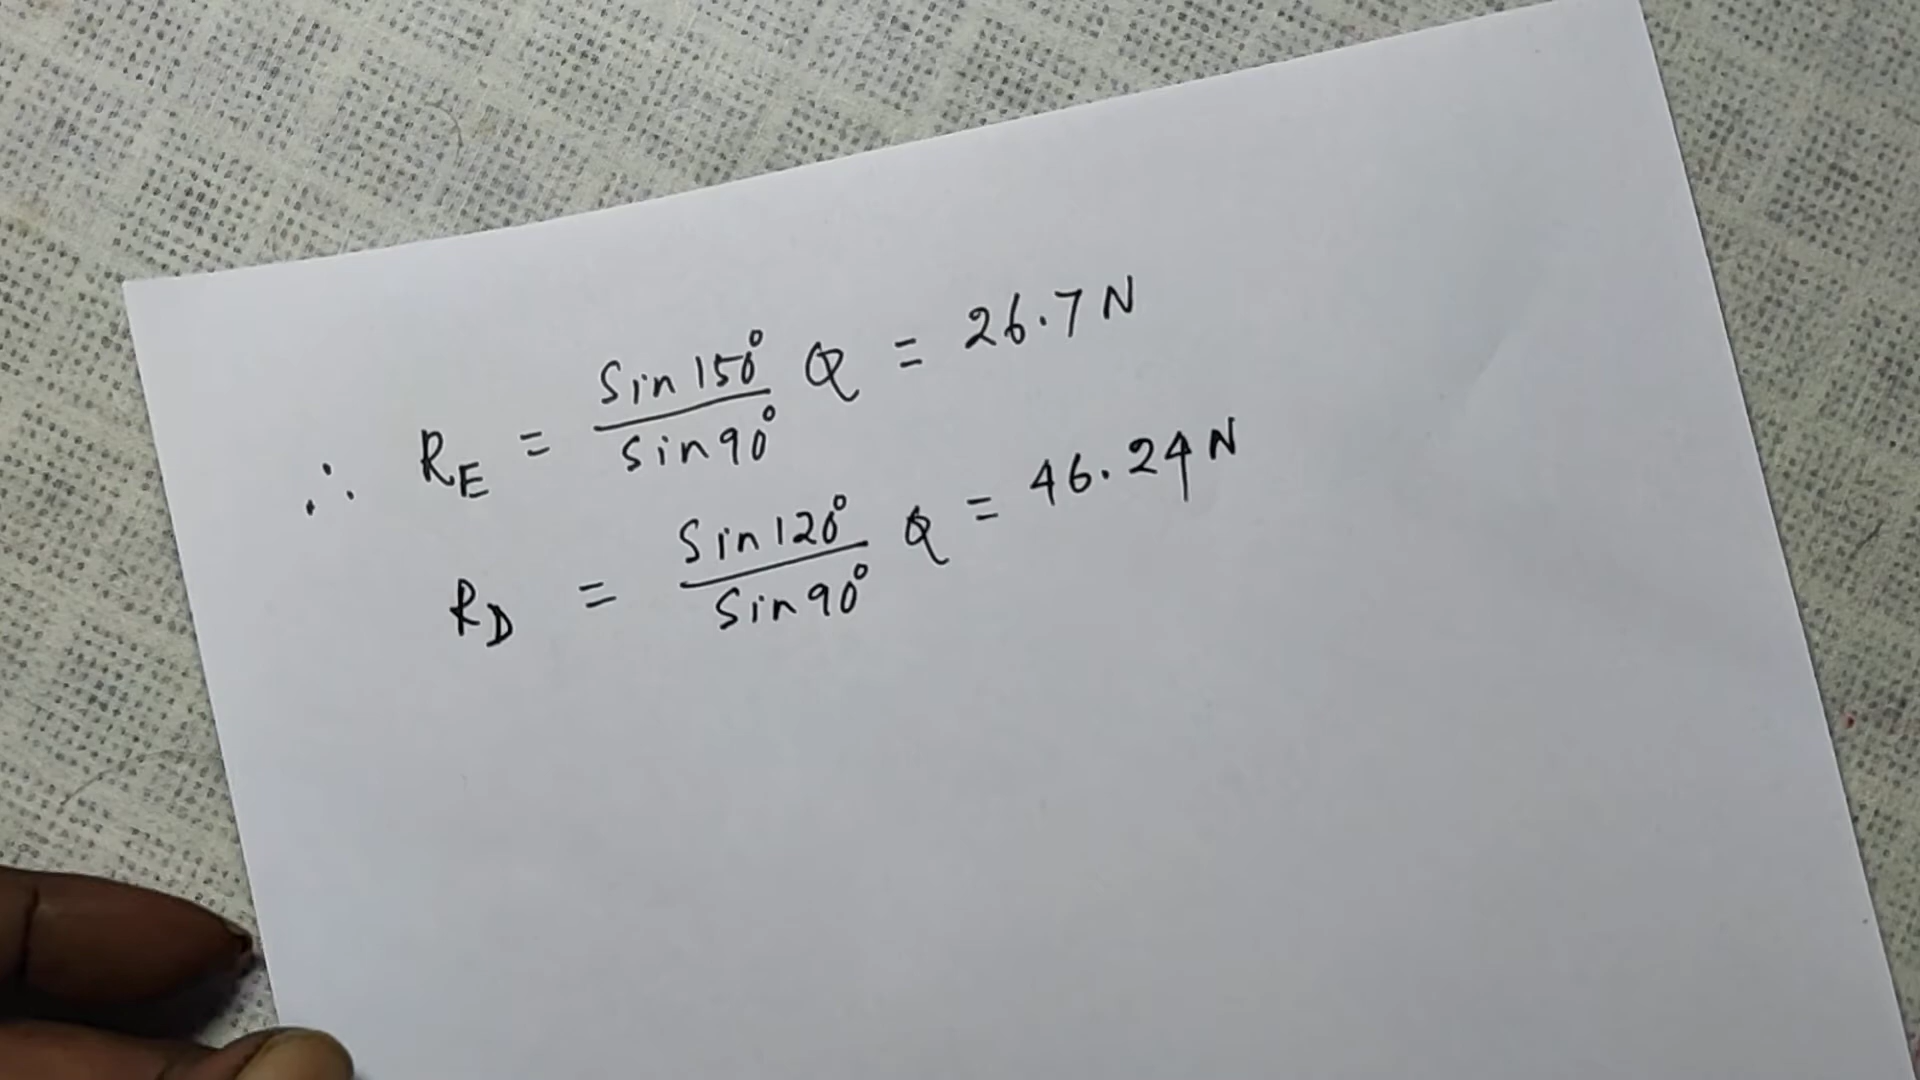 ∴ R_E = Sin 150° / Sin 90° Q = 26.7 N
R_D = Sin 120° / Sin 90° Q = 46.24 N